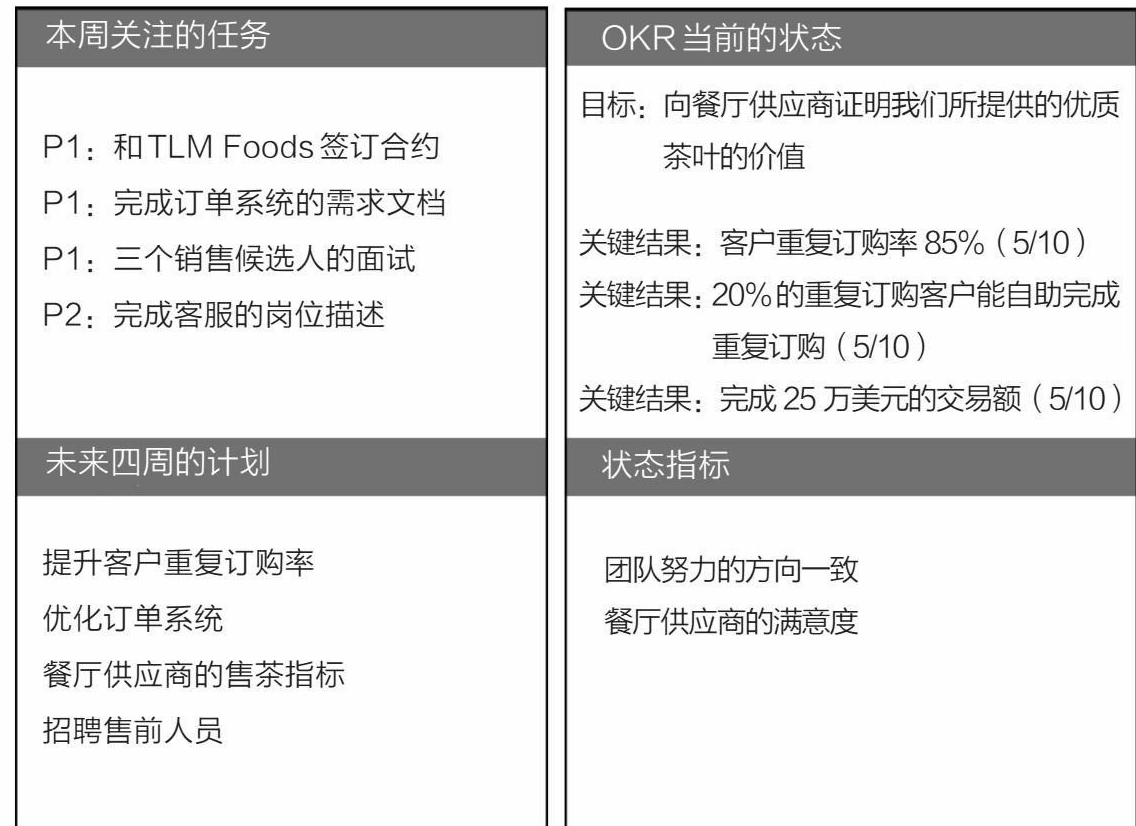 本周关注的任务
P1：和TLM Foods签订合约
P1：完成订单系统的需求文档
P1：三个销售候选人的面试
P2：完成客服的岗位描述
OKR当前的状态
目标：向餐厅供应商证明我们所提供的优质
茶叶的价值
关键结果：客户重复订购率 85%（5/10）
关键结果：20%的重复订购客户能自助完成
重复订购（5/10）
关键结果：完成 25 万美元的交易额（5/10）
未来四周的计划
提升客户重复订购率
优化订单系统
餐厅供应商的售茶指标
招聘售前人员
状态指标
团队努力的方向一致
餐厅供应商的满意度